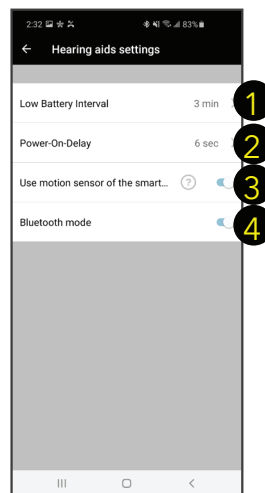 2:32 83%
← Hearing aids settings
Low Battery Interval 3 min 1
Power-On-Delay 6 sec 2
Use motion sensor of the smart... ? 3
Bluetooth mode 4